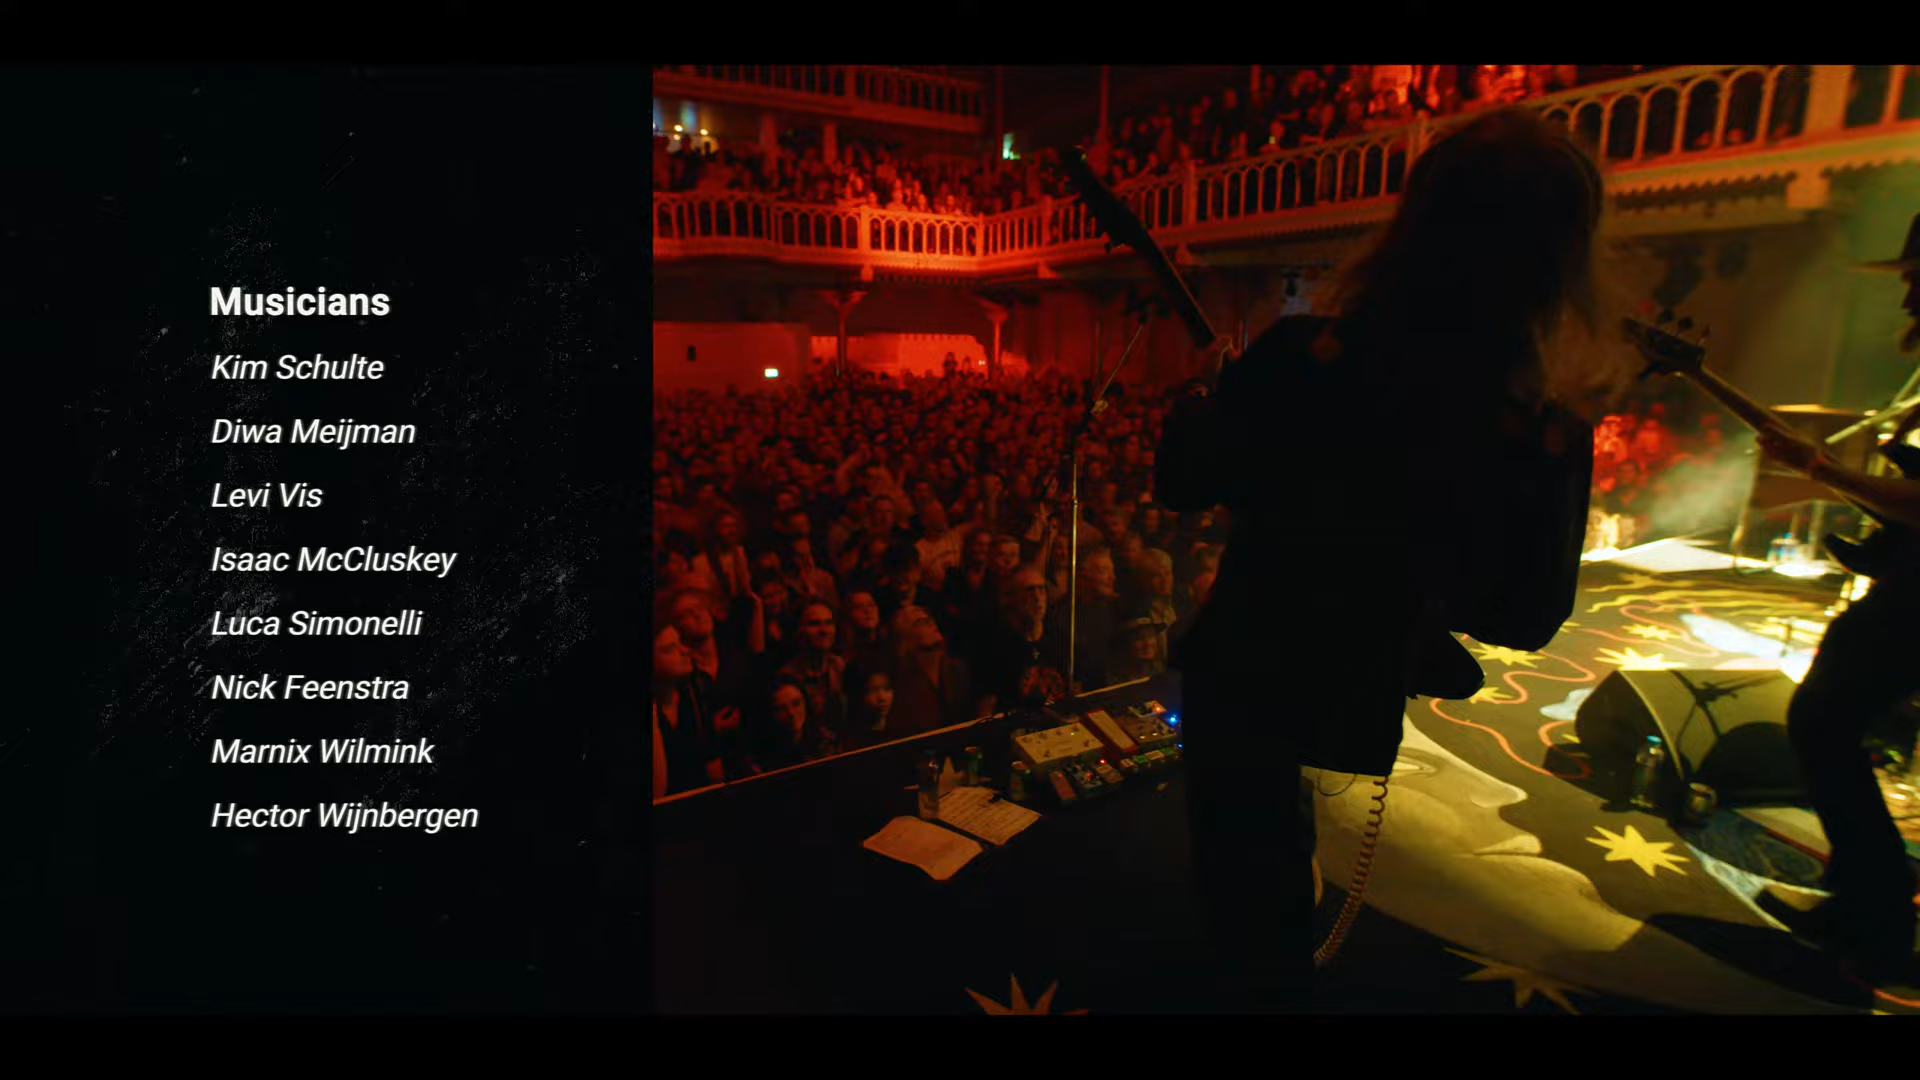 Musicians
Kim Schulte
Diwa Meijman
Levi Vis
Isaac McCluskey
Luca Simonelli
Nick Feenstra
Marnix Wilmink
Hector Wijnbergen